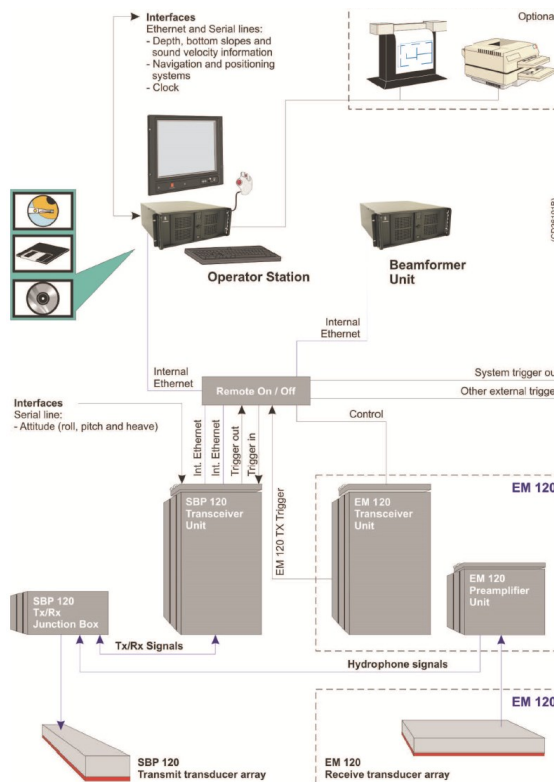 Interfaces
Ethernet and Serial lines:
- Depth, bottom slopes and
sound velocity information
- Navigation and positioning
systems
- Clock
Optiona
Operator Station
Beamformer
Unit
Internal
Ethernet
Internal
Ethernet
Remote On / Off
System trigger ou
Other external trigge
Interfaces
Serial line:
- Attitude (roll, pitch and heave)
Int. Ethernet
Int. Ethernet
Trigger out
Trigger in
Control
EM 120 TX Trigger
SBP 120
Transceiver
Unit
EM 120
Transceiver
Unit
EM 120
EM 120
Preamplifier
Unit
SBP 120
Tx/Rx
Junction Box
Tx/Rx Signals
Hydrophone signals
EM 120
SBP 120
Transmit transducer array
EM 120
Receive transducer array